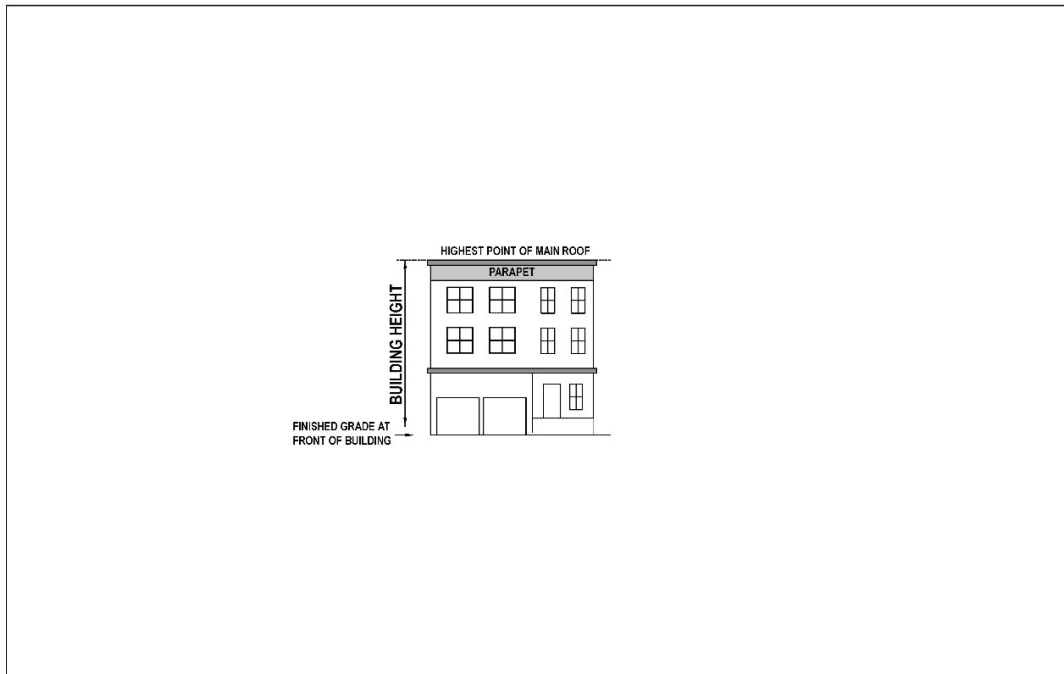 HIGHEST POINT OF MAIN ROOF
PARAPET
BUILDING HEIGHT
FINISHED GRADE AT
FRONT OF BUILDING